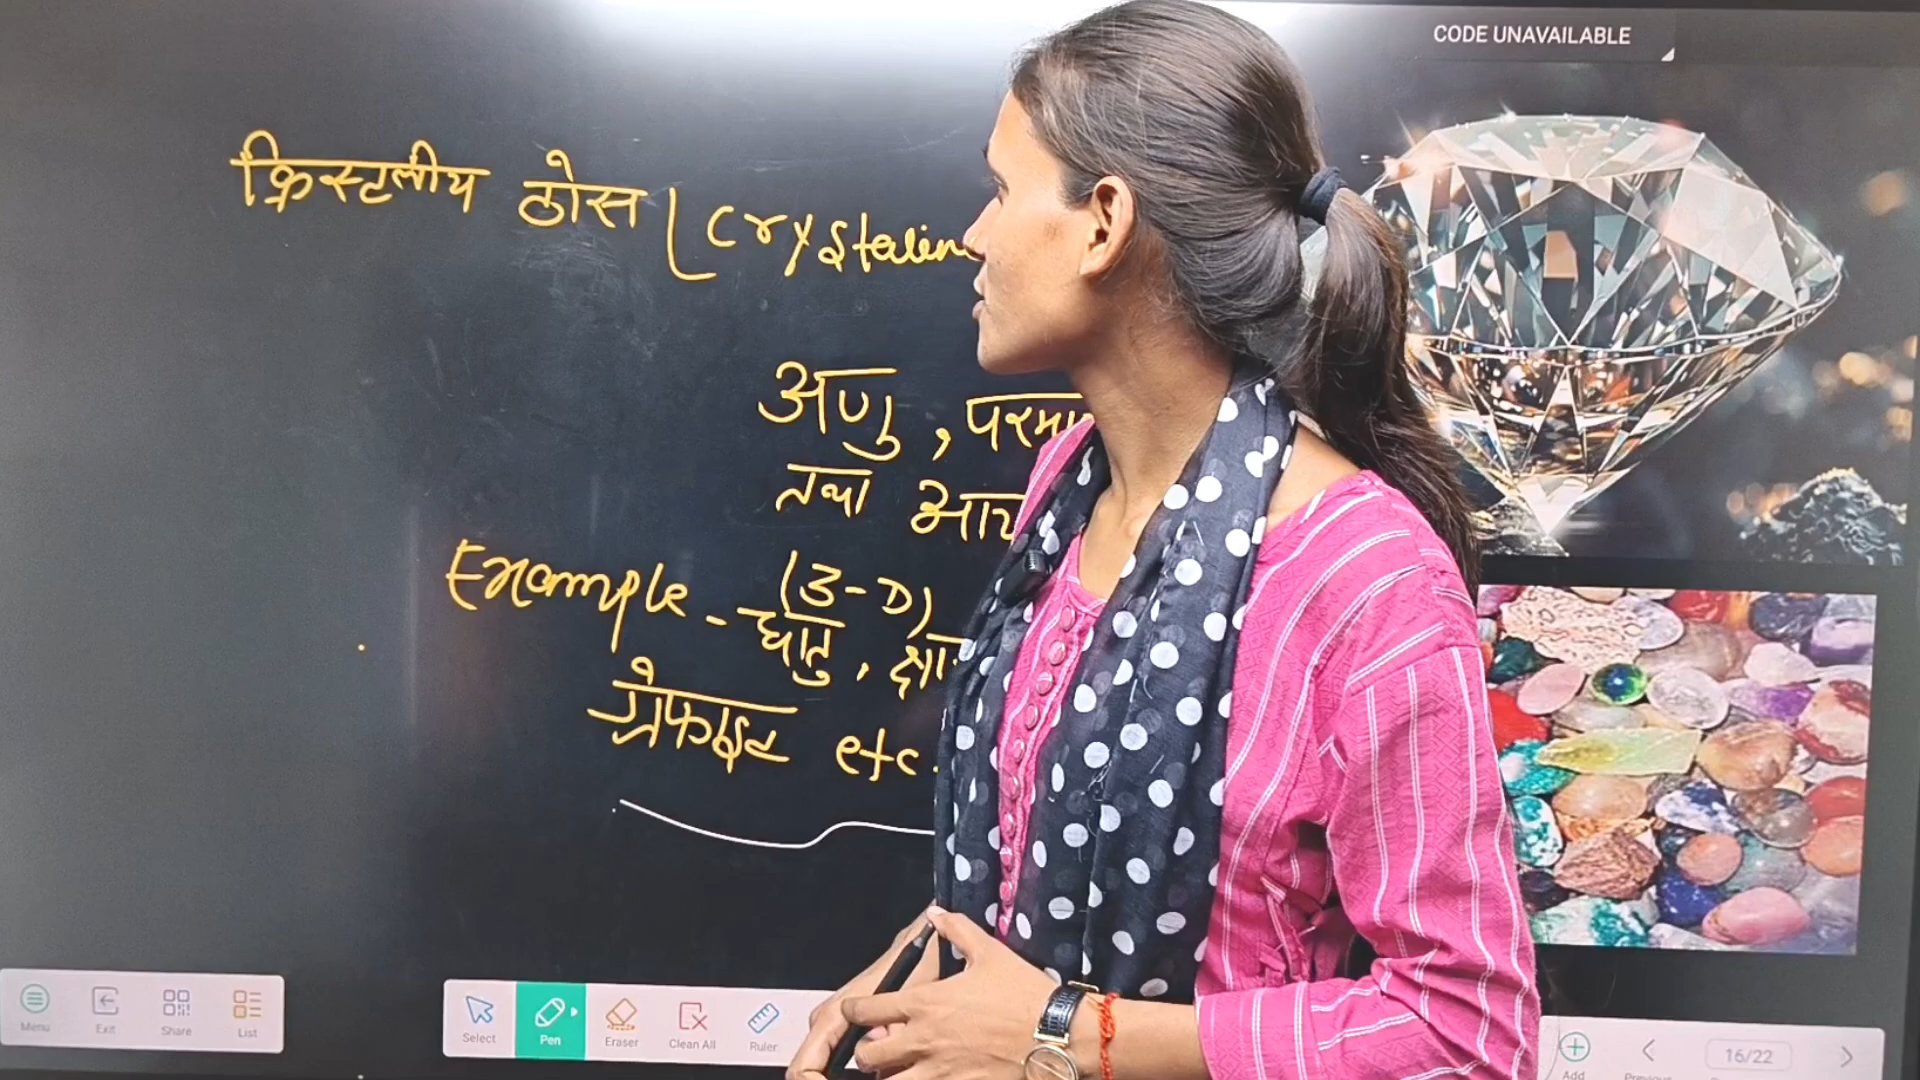 CODE UNAVAILABLE
क्रिस्टलीय ठोस ( Crystalin
अणु , परमा
तथा आय
Example - (3-D)
धातु , क्षा
ग्रेफाइट etc.
Menu Exit Share List
Select Pen Eraser Clean All Ruler
Add Previous 16/22